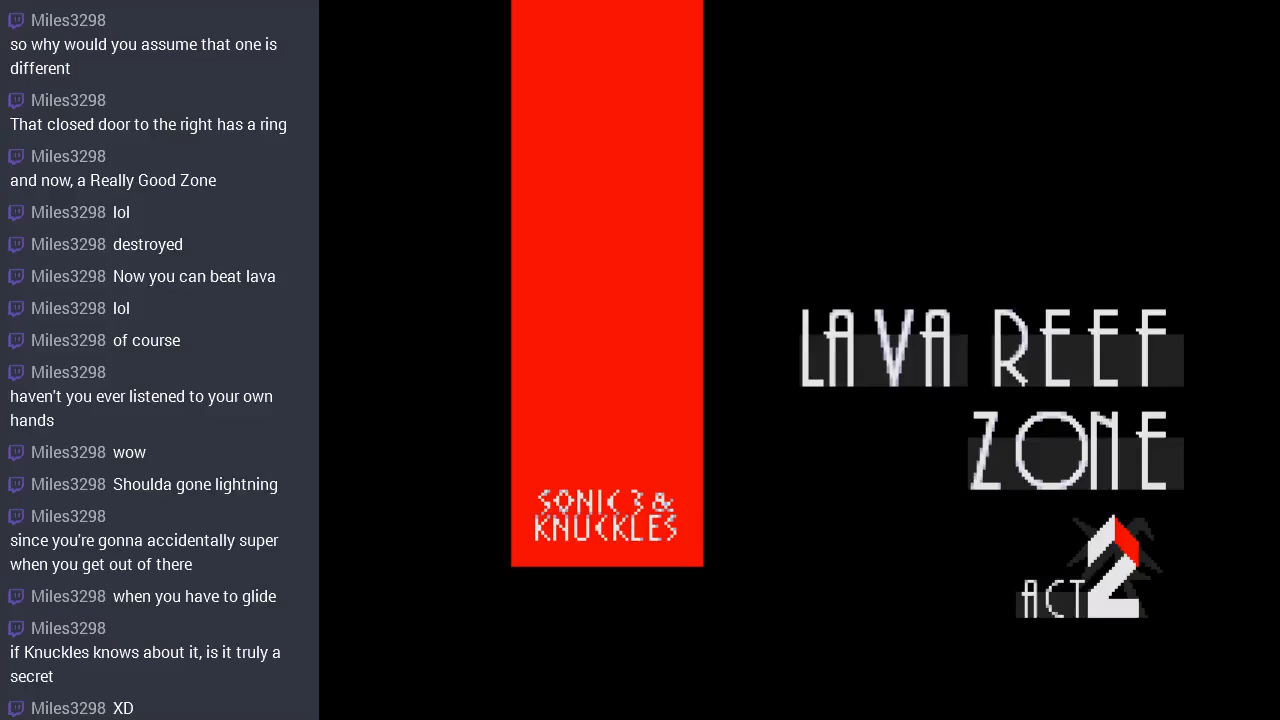 Miles3298
so why would you assume that one is
different
Miles3298
That closed door to the right has a ring
Miles3298
and now, a Really Good Zone
Miles3298 lol
Miles3298 destroyed
Miles3298 Now you can beat lava
Miles3298 lol
Miles3298 of course
Miles3298
haven't you ever listened to your own
hands
Miles3298 wow
Miles3298 Shoulda gone lightning
Miles3298
since you're gonna accidentally super
when you get out of there
Miles3298 when you have to glide
Miles3298
if Knuckles knows about it, is it truly a
secret
Miles3298 XD
SONIC 3 &
KNUCKLES
LAVA REEF
ZONE
ACT 2